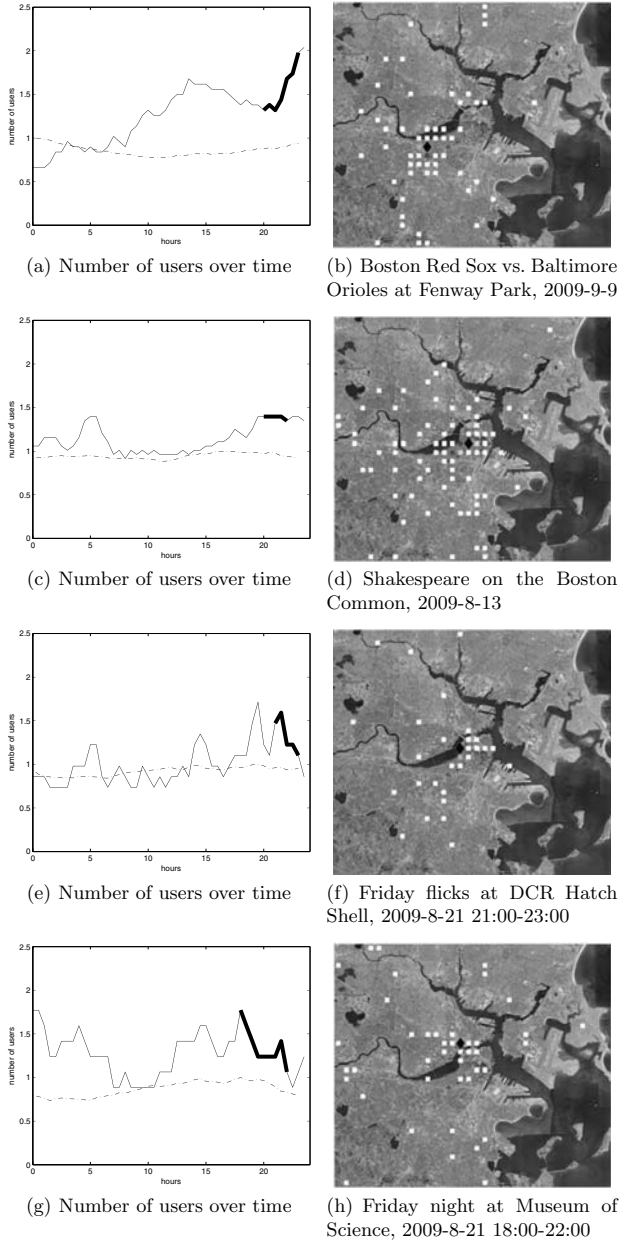 2.5
2
1.5
1
0.5
0
number of users
0 5 10 15 20
hours
(a) Number of users over time
(b) Boston Red Sox vs. Baltimore
Orioles at Fenway Park, 2009-9-9
2.5
2
1.5
1
0.5
0
number of users
0 5 10 15 20
hours
(c) Number of users over time
(d) Shakespeare on the Boston
Common, 2009-8-13
2.5
2
1.5
1
0.5
0
number of users
0 5 10 15 20
hours
(e) Number of users over time
(f) Friday flicks at DCR Hatch
Shell, 2009-8-21 21:00-23:00
2.5
2
1.5
1
0.5
0
number of users
0 5 10 15 20
hours
(g) Number of users over time
(h) Friday night at Museum of
Science, 2009-8-21 18:00-22:00